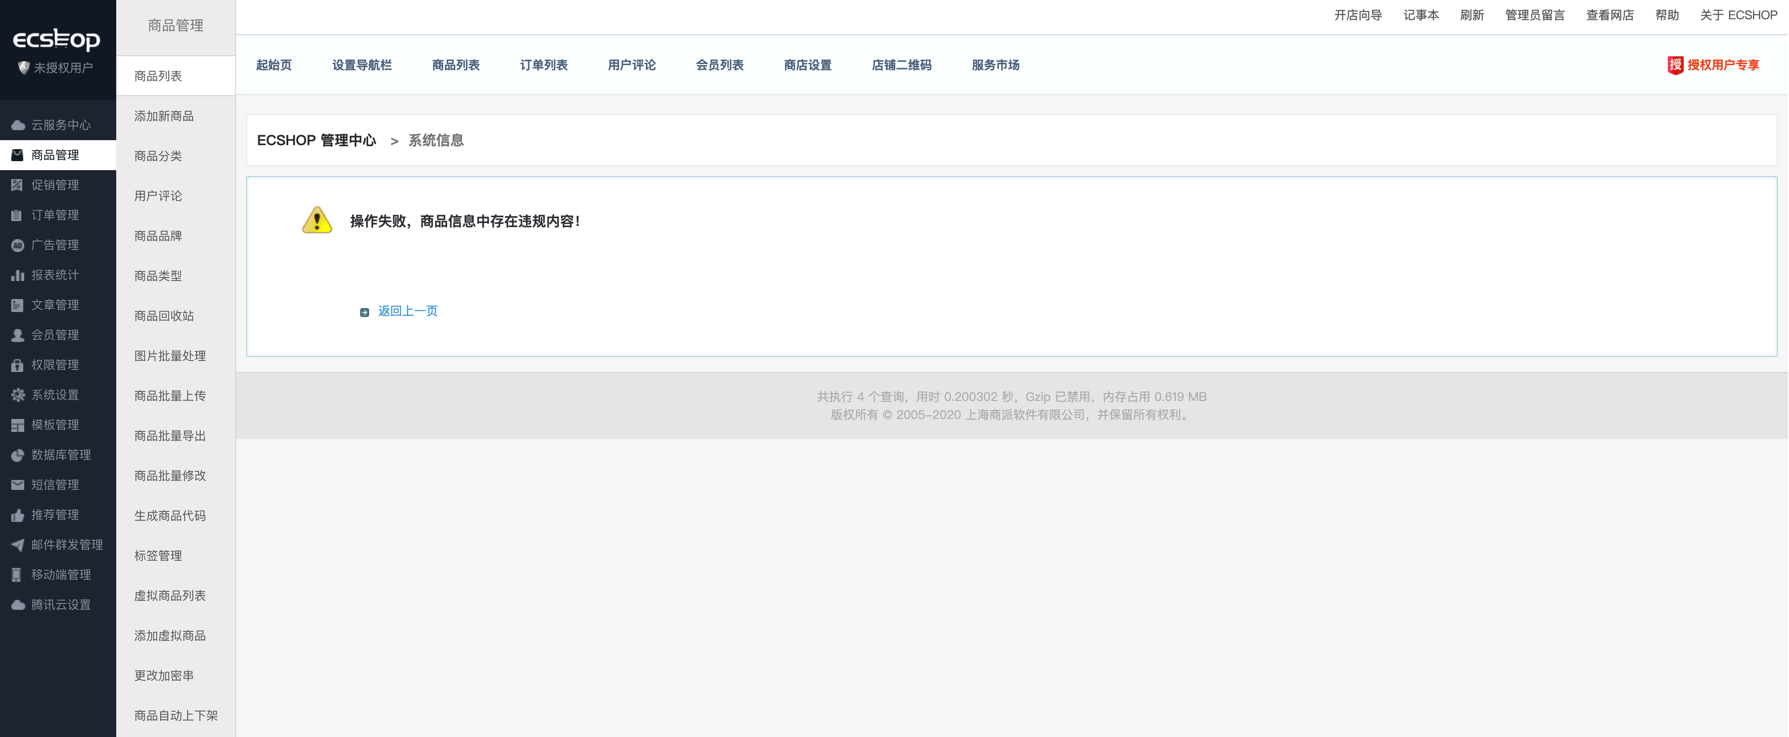 ecshop
未授权用户
云服务中心
商品管理
促销管理
订单管理
广告管理
报表统计
文章管理
会员管理
权限管理
系统设置
模板管理
数据库管理
短信管理
推荐管理
邮件群发管理
移动端管理
腾讯云设置
商品管理
商品列表
添加新商品
商品分类
用户评论
商品品牌
商品类型
商品回收站
图片批量处理
商品批量上传
商品批量导出
商品批量修改
生成商品代码
标签管理
虚拟商品列表
添加虚拟商品
更改加密串
商品自动上下架
开店向导 记事本 刷新 管理员留言 查看网店 帮助 关于 ECSHOP
起始页 设置导航栏 商品列表 订单列表 用户评论 会员列表 商店设置 店铺二维码 服务市场 授 授权用户专享
ECSHOP 管理中心 > 系统信息
操作失败，商品信息中存在违规内容！
返回上一页
共执行 4 个查询，用时 0.200302 秒，Gzip 已禁用，内存占用 0.619 MB
版权所有 © 2005-2020 上海商派软件有限公司，并保留所有权利。